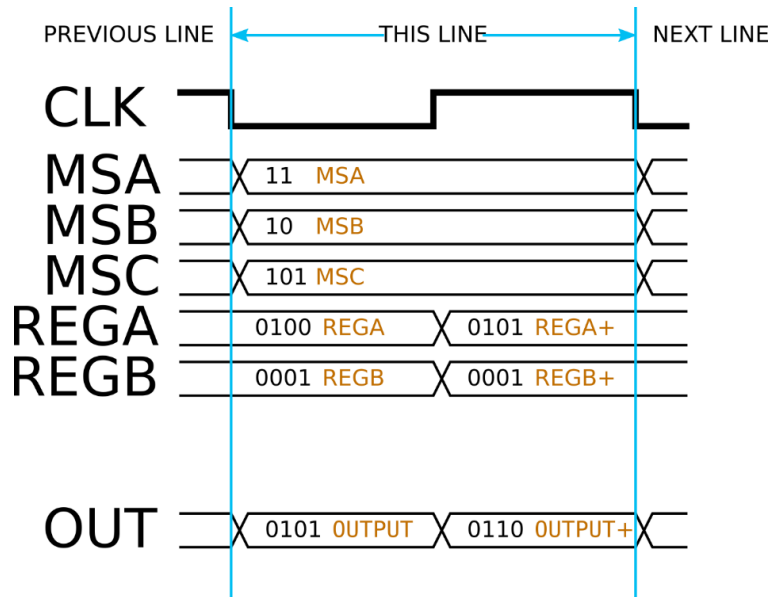 PREVIOUS LINE THIS LINE NEXT LINE
CLK
MSA 11 MSA
MSB 10 MSB
MSC 101 MSC
REGA 0100 REGA 0101 REGA+
REGB 0001 REGB 0001 REGB+
OUT 0101 OUTPUT 0110 OUTPUT+